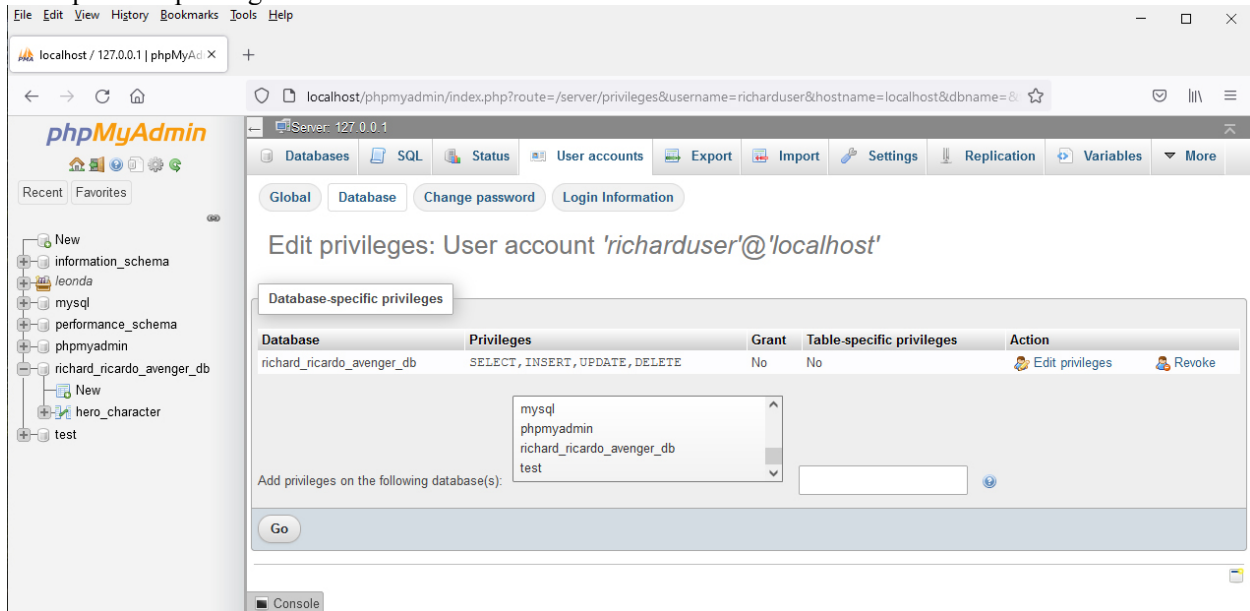 File Edit View History Bookmarks Tools Help
localhost / 127.0.0.1 | phpMyAd
localhost/phpmyadmin/index.php?route=/server/privileges&username=richarduser&hostname=localhost&dbname=&
phpMyAdmin
Recent Favorites
New
information_schema
leonda
mysql
performance_schema
phpmyadmin
richard_ricardo_avenger_db
New
hero_character
test
Server: 127.0.0.1
Databases SQL Status User accounts Export Import Settings Replication Variables More
Global Database Change password Login Information
Edit privileges: User account 'richarduser'@'localhost'
Database-specific privileges
Database Privileges Grant Table-specific privileges Action
richard_ricardo_avenger_db SELECT, INSERT, UPDATE, DELETE No No Edit privileges Revoke
mysql
phpmyadmin
richard_ricardo_avenger_db
test
Add privileges on the following database(s):
Go
Console